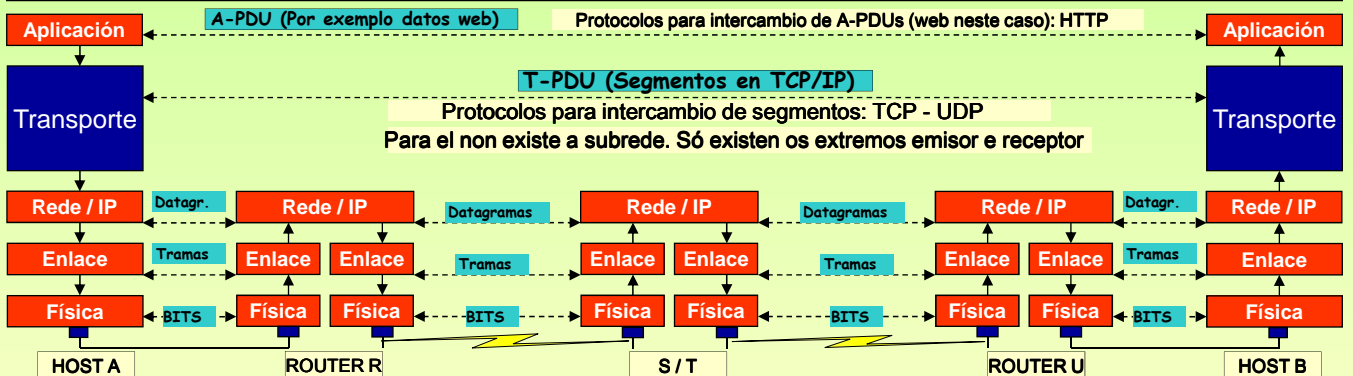 A-PDU (Por exemplo datos web) Protocolos para intercambio de A-PDUs (web neste caso): HTTP
Aplicación Aplicación
T-PDU (Segmentos en TCP/IP)
Transporte Protocolos para intercambio de segmentos: TCP - UDP Transporte
Para el non existe a subrede. Só existen os extremos emisor e receptor
Rede / IP Datagr. Rede / IP Datagramas Rede / IP Datagramas Rede / IP Datagr. Rede / IP
Enlace Tramas Enlace Enlace Tramas Enlace Enlace Tramas Enlace Enlace Tramas Enlace
Física BITS Física Física BITS Física Física BITS Física Física BITS Física
HOST A ROUTER R S / T ROUTER U HOST B